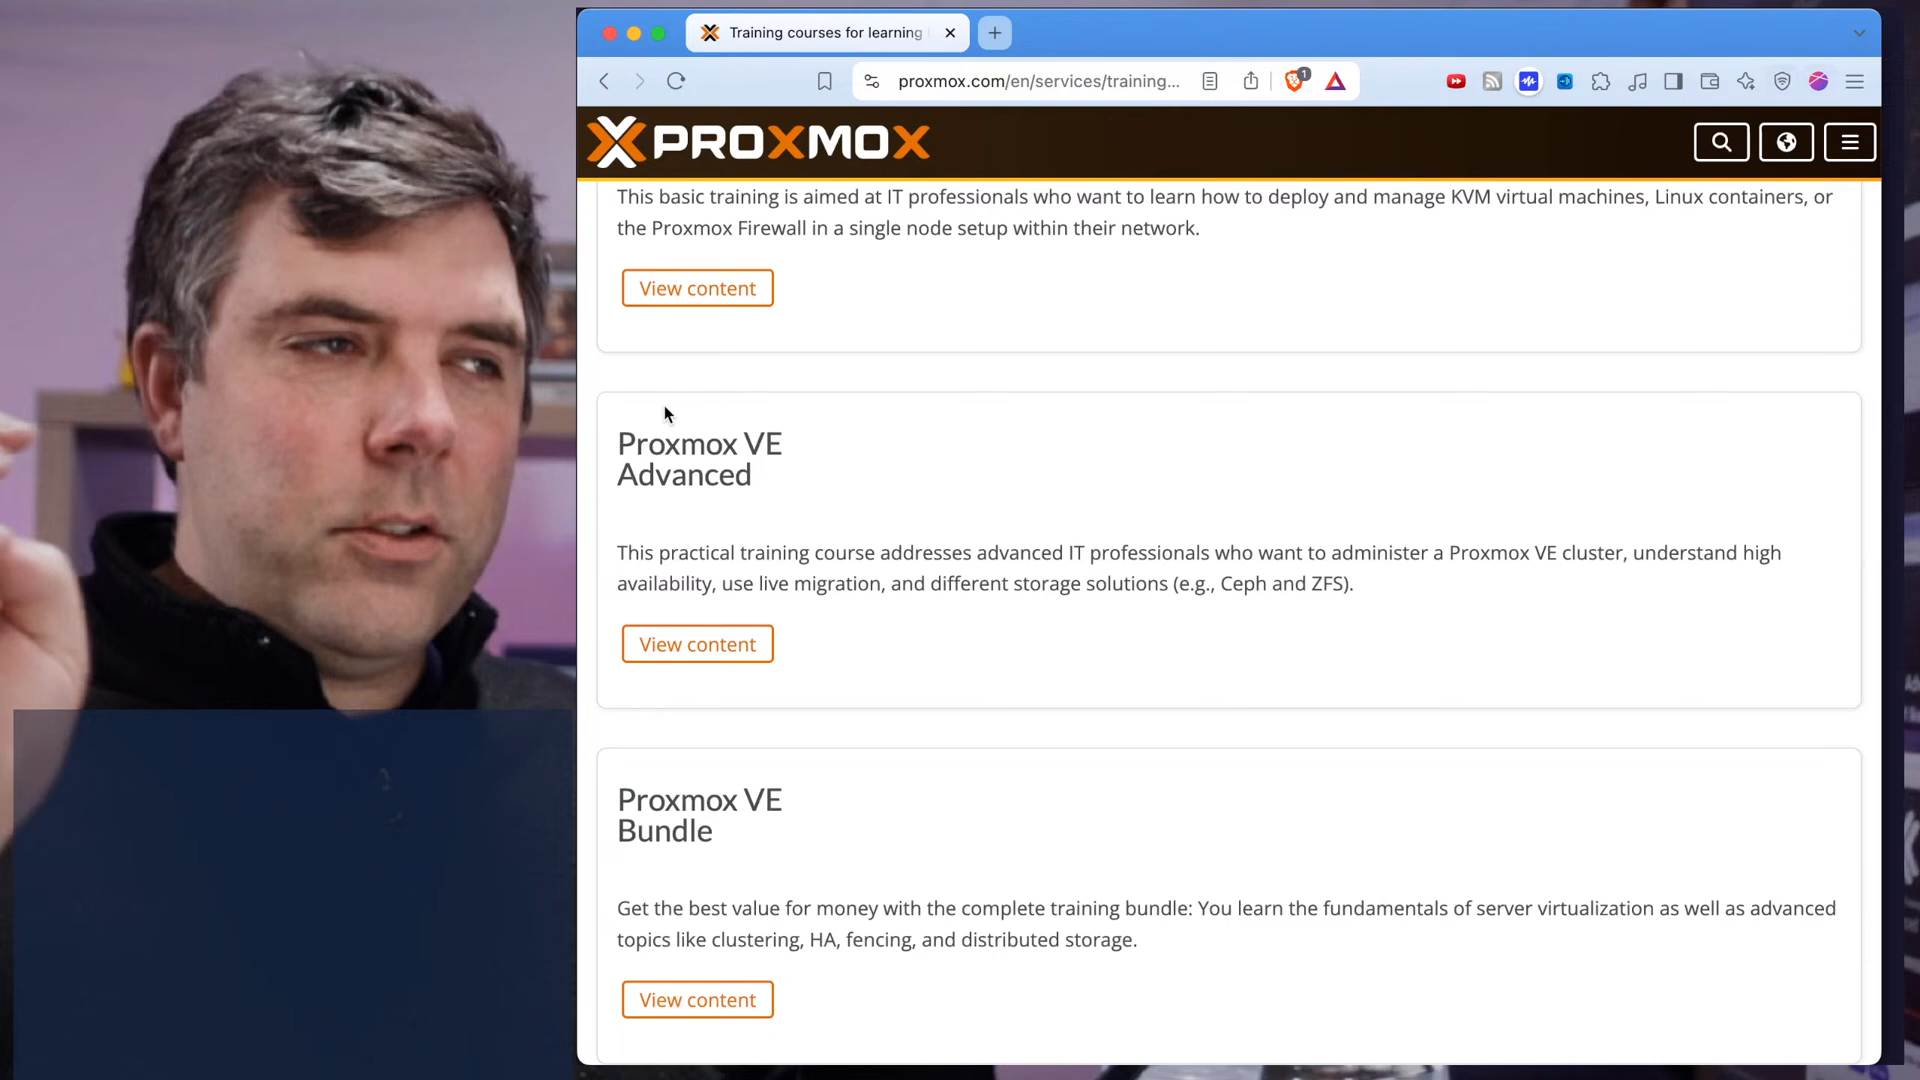 Training courses for learning
proxmox.com/en/services/training...
1
PROXMOX
This basic training is aimed at IT professionals who want to learn how to deploy and manage KVM virtual machines, Linux containers, or
the Proxmox Firewall in a single node setup within their network.
View content
Proxmox VE
Advanced
This practical training course addresses advanced IT professionals who want to administer a Proxmox VE cluster, understand high
availability, use live migration, and different storage solutions (e.g., Ceph and ZFS).
View content
Proxmox VE
Bundle
Get the best value for money with the complete training bundle: You learn the fundamentals of server virtualization as well as advanced
topics like clustering, HA, fencing, and distributed storage.
View content